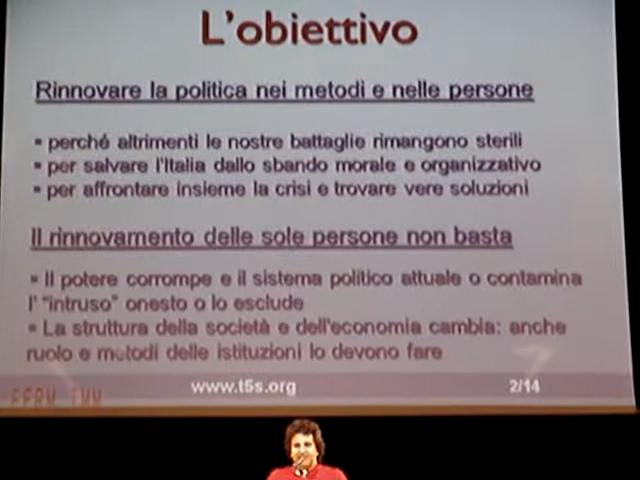 L'obiettivo
Rinnovare la politica nei metodi e nelle persone
▪ perché altrimenti le nostre battaglie rimangono sterili
▪ per salvare l'Italia dallo sbando morale e organizzativo
▪ per affrontare insieme la crisi e trovare vere soluzioni
Il rinnovamento delle sole persone non basta
▪ Il potere corrompe e il sistema politico attuale o contamina
l' "intruso" onesto o lo esclude
▪ La struttura della società e dell'economia cambia: anche
ruolo e metodi delle istituzioni lo devono fare
www.t5s.org
2/14